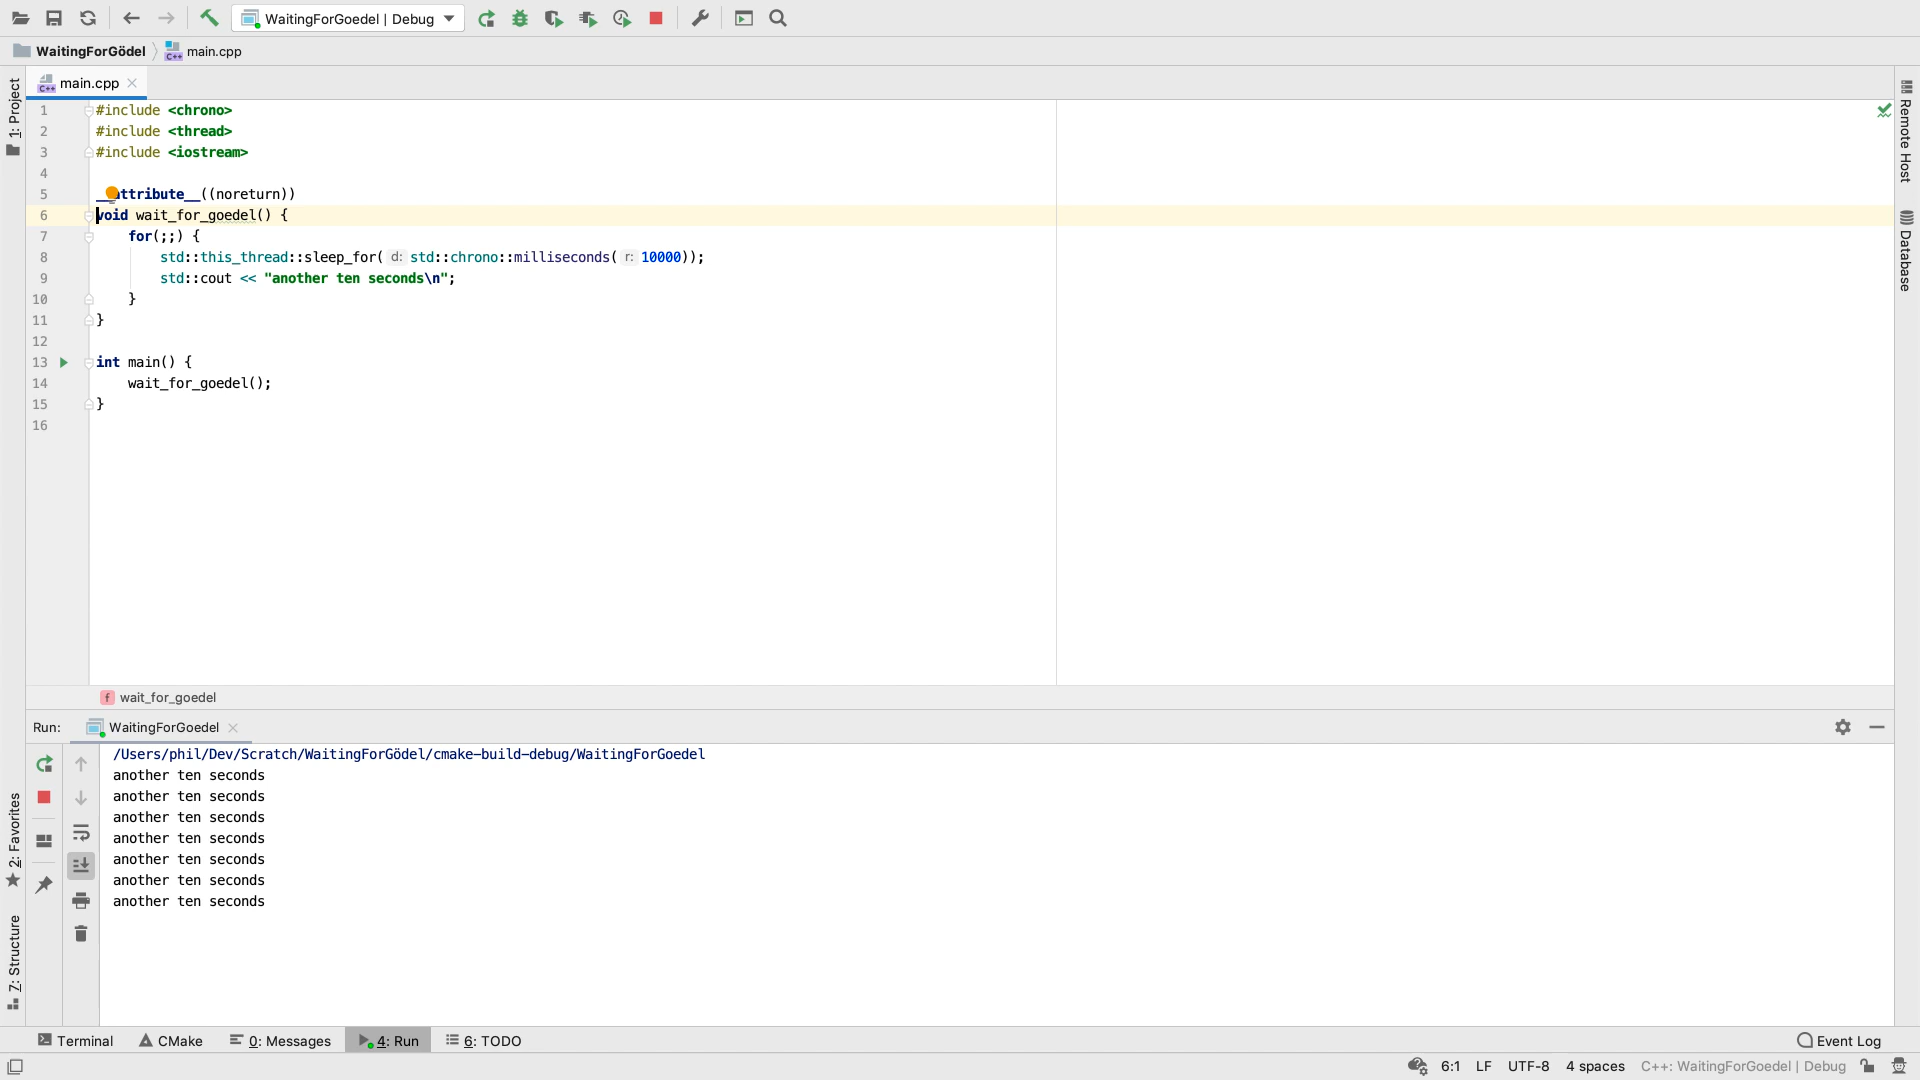 WaitingForGoedel | Debug
WaitingForGödel
main.cpp
main.cpp
1: Project
1 #include <chrono>
2 #include <thread>
3 #include <iostream>
4
5 __attribute__((noreturn))
6 void wait_for_goedel() {
7 for(;;) {
8 std::this_thread::sleep_for( d: std::chrono::milliseconds( r: 10000));
9 std::cout << "another ten seconds\n";
10 }
11 }
12
13 int main() {
14 wait_for_goedel();
15 }
16
Remote Host
Database
f wait_for_goedel
Run: WaitingForGoedel
/Users/phil/Dev/Scratch/WaitingForGödel/cmake-build-debug/WaitingForGoedel
another ten seconds
another ten seconds
another ten seconds
another ten seconds
another ten seconds
another ten seconds
another ten seconds
2: Favorites
7: Structure
Terminal CMake 0: Messages 4: Run 6: TODO Event Log
6:1 LF UTF-8 4 spaces C++: WaitingForGoedel | Debug